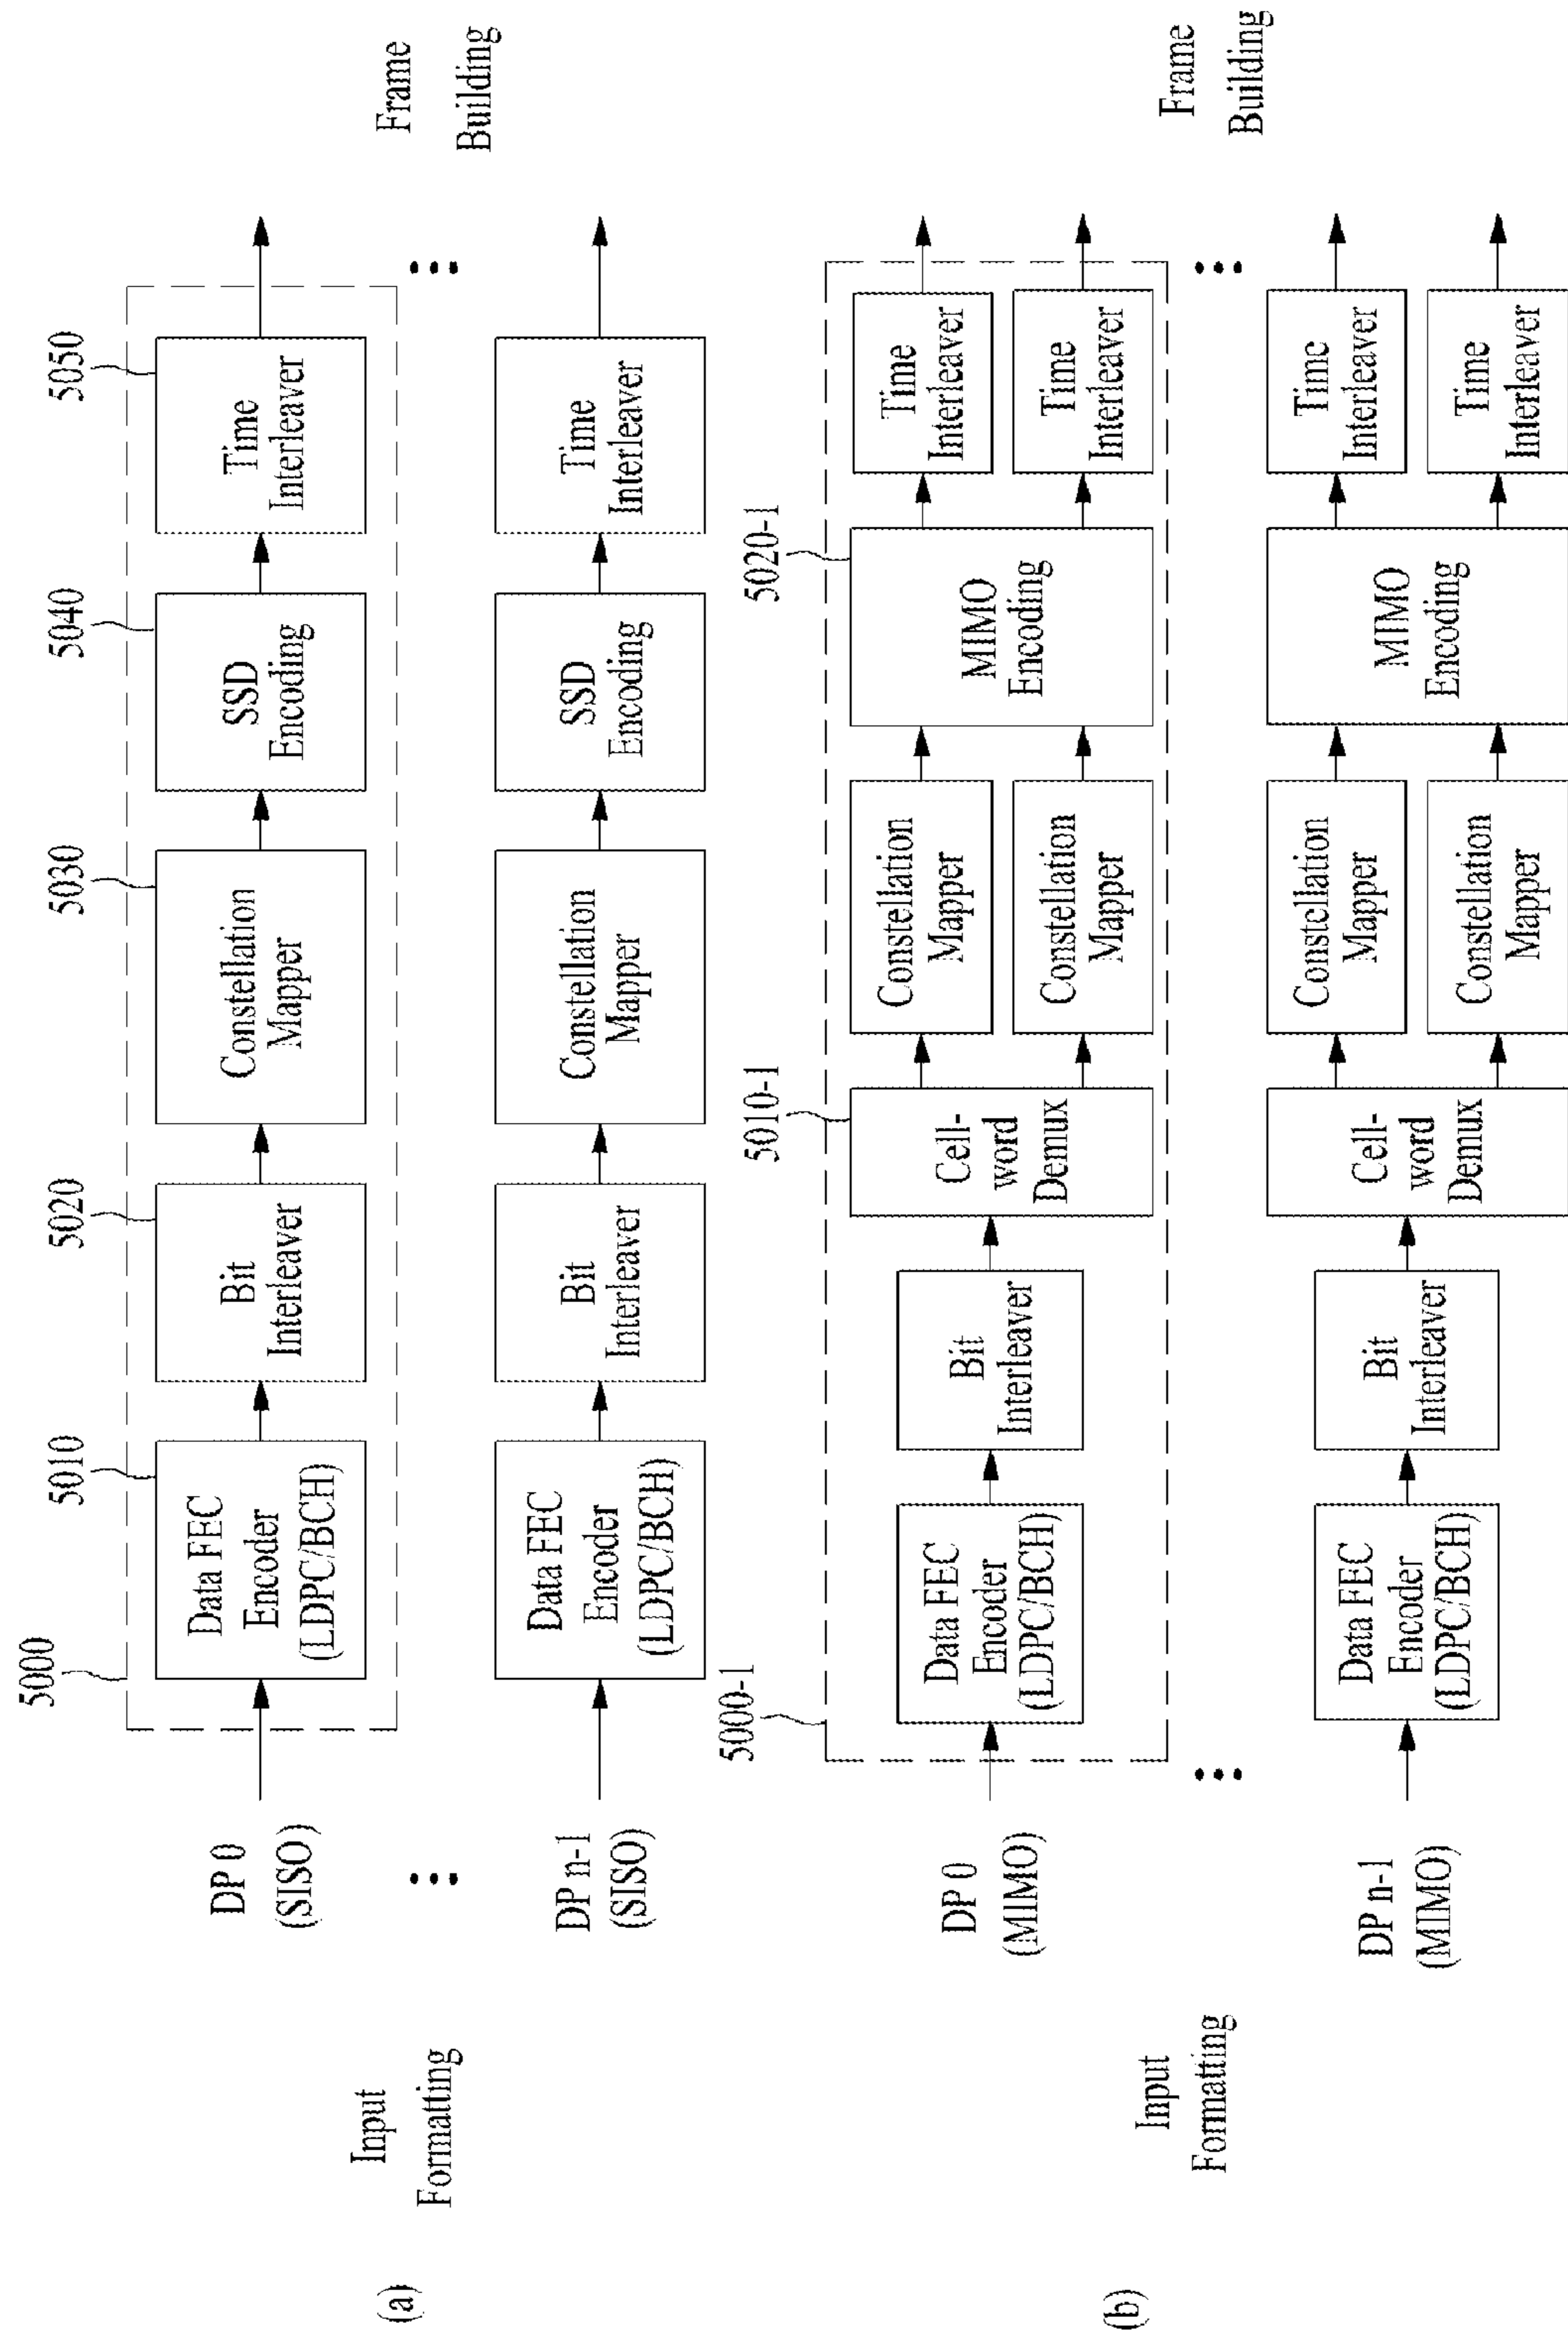 (a)
Input
Formatting
DP 0
(SISO)
5000
Data FEC
Encoder
(LDPC/BCH)
5010
Bit
Interleaver
5020
Constellation
Mapper
5030
SSD
Encoding
5040
Time
Interleaver
5050
Frame
Building
DP n-1
(SISO)
Data FEC
Encoder
(LDPC/BCH)
Bit
Interleaver
Constellation
Mapper
SSD
Encoding
Time
Interleaver
(b)
Input
Formatting
DP 0
(MIMO)
5000-1
Data FEC
Encoder
(LDPC/BCH)
Bit
Interleaver
5010-1
Cell-
word
Demux
Constellation
Mapper
Constellation
Mapper
5020-1
MIMO
Encoding
Time
Interleaver
Time
Interleaver
Frame
Building
DP n-1
(MIMO)
Data FEC
Encoder
(LDPC/BCH)
Bit
Interleaver
Cell-
word
Demux
Constellation
Mapper
Constellation
Mapper
MIMO
Encoding
Time
Interleaver
Time
Interleaver